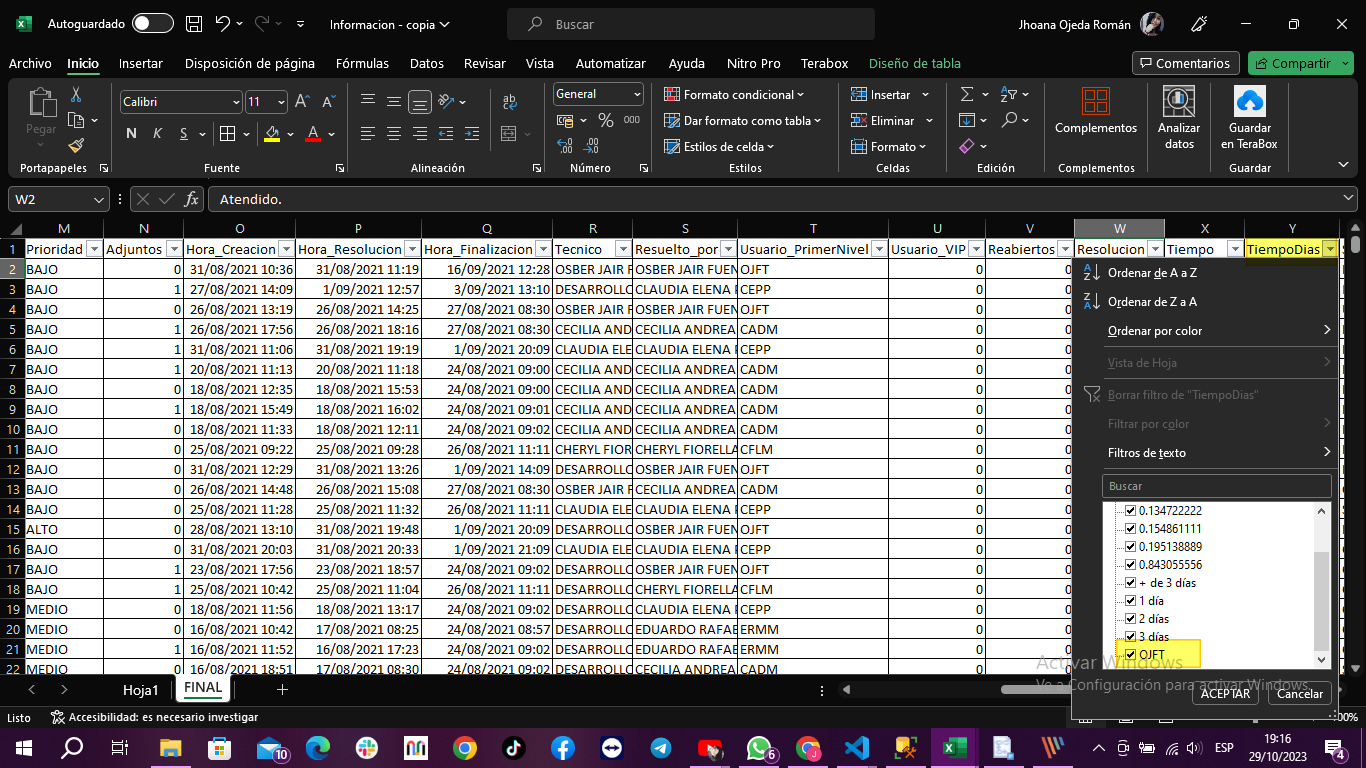 Autoguardado Informacion - copia Buscar Jhoana Ojeda Román
Archivo Inicio Insertar Disposición de página Fórmulas Datos Revisar Vista Automatizar Ayuda Nitro Pro Terabox Diseño de tabla Comentarios Compartir
Calibri 11 General Formato condicional Insertar
Pegar Dar formato como tabla Eliminar Complementos Analizar datos Guardar en TeraBox
N K S Estilos de celda Formato
Portapapeles Fuente Alineación Número Estilos Celdas Edición Complementos Guardar
W2 fx Atendido.
M N O P Q R S T U V W X Y
1 Prioridad Adjuntos Hora_Creacion Hora_Resolucion Hora_Finalizacion Tecnico Resuelto_por Usuario_PrimerNivel Usuario_VIP Reabiertos Resolucion Tiempo TiempoDias
2 BAJO 0 31/08/2021 10:36 31/08/2021 11:19 16/09/2021 12:28 OSBER JAIR F OSBER JAIR FUEN OJFT 0 0
3 BAJO 1 27/08/2021 14:09 1/09/2021 12:57 3/09/2021 13:10 DESARROLLO CLAUDIA ELENA CEPP 0 0
4 BAJO 0 26/08/2021 13:19 26/08/2021 14:25 27/08/2021 08:30 OSBER JAIR F OSBER JAIR FUEN OJFT 0 0
5 BAJO 1 26/08/2021 17:56 26/08/2021 18:16 27/08/2021 08:30 CECILIA AND CECILIA ANDREA CADM 0 0
6 BAJO 1 31/08/2021 11:06 31/08/2021 19:19 1/09/2021 20:09 CLAUDIA ELE CLAUDIA ELENA CEPP 0 0
7 BAJO 1 20/08/2021 11:13 20/08/2021 11:18 24/08/2021 09:00 CECILIA AND CECILIA ANDREA CADM 0 0
8 BAJO 0 18/08/2021 12:35 18/08/2021 15:53 24/08/2021 09:00 CECILIA AND CECILIA ANDREA CADM 0 0
9 BAJO 1 18/08/2021 15:49 18/08/2021 16:02 24/08/2021 09:01 CECILIA AND CECILIA ANDREA CADM 0 0
10 BAJO 0 18/08/2021 11:33 18/08/2021 12:11 24/08/2021 09:02 CECILIA AND CECILIA ANDREA CADM 0 0
11 BAJO 0 25/08/2021 09:22 25/08/2021 09:28 26/08/2021 11:11 CHERYL FIOR CHERYL FIORELLA CFLM 0 0
12 BAJO 0 31/08/2021 12:29 31/08/2021 13:26 1/09/2021 14:09 DESARROLLO OSBER JAIR FUEN OJFT 0 0
13 BAJO 0 26/08/2021 14:48 26/08/2021 15:08 27/08/2021 08:30 OSBER JAIR F CECILIA ANDREA CADM 0 0
14 BAJO 0 25/08/2021 11:28 25/08/2021 11:32 26/08/2021 11:11 CLAUDIA ELE CLAUDIA ELENA CEPP 0 0
15 ALTO 0 28/08/2021 13:10 31/08/2021 19:48 1/09/2021 20:09 DESARROLLO OSBER JAIR FUEN OJFT 0 0
16 BAJO 0 31/08/2021 20:03 31/08/2021 20:33 1/09/2021 21:09 CLAUDIA ELE CLAUDIA ELENA CEPP 0 0
17 BAJO 1 23/08/2021 17:56 23/08/2021 18:57 24/08/2021 09:02 DESARROLLO OSBER JAIR FUEN OJFT 0 0
18 BAJO 1 25/08/2021 10:42 25/08/2021 11:04 26/08/2021 11:11 DESARROLLO CHERYL FIORELLA CFLM 0 0
19 MEDIO 0 18/08/2021 11:56 18/08/2021 13:17 24/08/2021 09:02 DESARROLLO CLAUDIA ELENA CEPP 0 0
20 MEDIO 0 16/08/2021 10:42 17/08/2021 08:25 24/08/2021 08:57 DESARROLLO EDUARDO RAFAE ERMM 0 0
21 MEDIO 1 16/08/2021 11:52 16/08/2021 17:23 24/08/2021 09:02 DESARROLLO EDUARDO RAFAE ERMM 0 0
22 MEDIO 0 16/08/2021 18:51 17/08/2021 08:30 24/08/2021 09:02 DESARROLLO CECILIA ANDREA CADM 0 0
Ordenar de A a Z
Ordenar de Z a A
Ordenar por color
Vista de Hoja
Borrar filtro de "TiempoDias"
Filtrar por color
Filtros de texto
Buscar
0.134722222
0.154861111
0.195138889
0.843055556
+ de 3 días
1 día
2 días
3 días
OJFT
ACEPTAR Cancelar
Activar Windows
Ve a Configuración para activar Windows.
Hoja1 FINAL
Listo Accesibilidad: es necesario investigar
10 6 ESP 19:16
29/10/2023 4